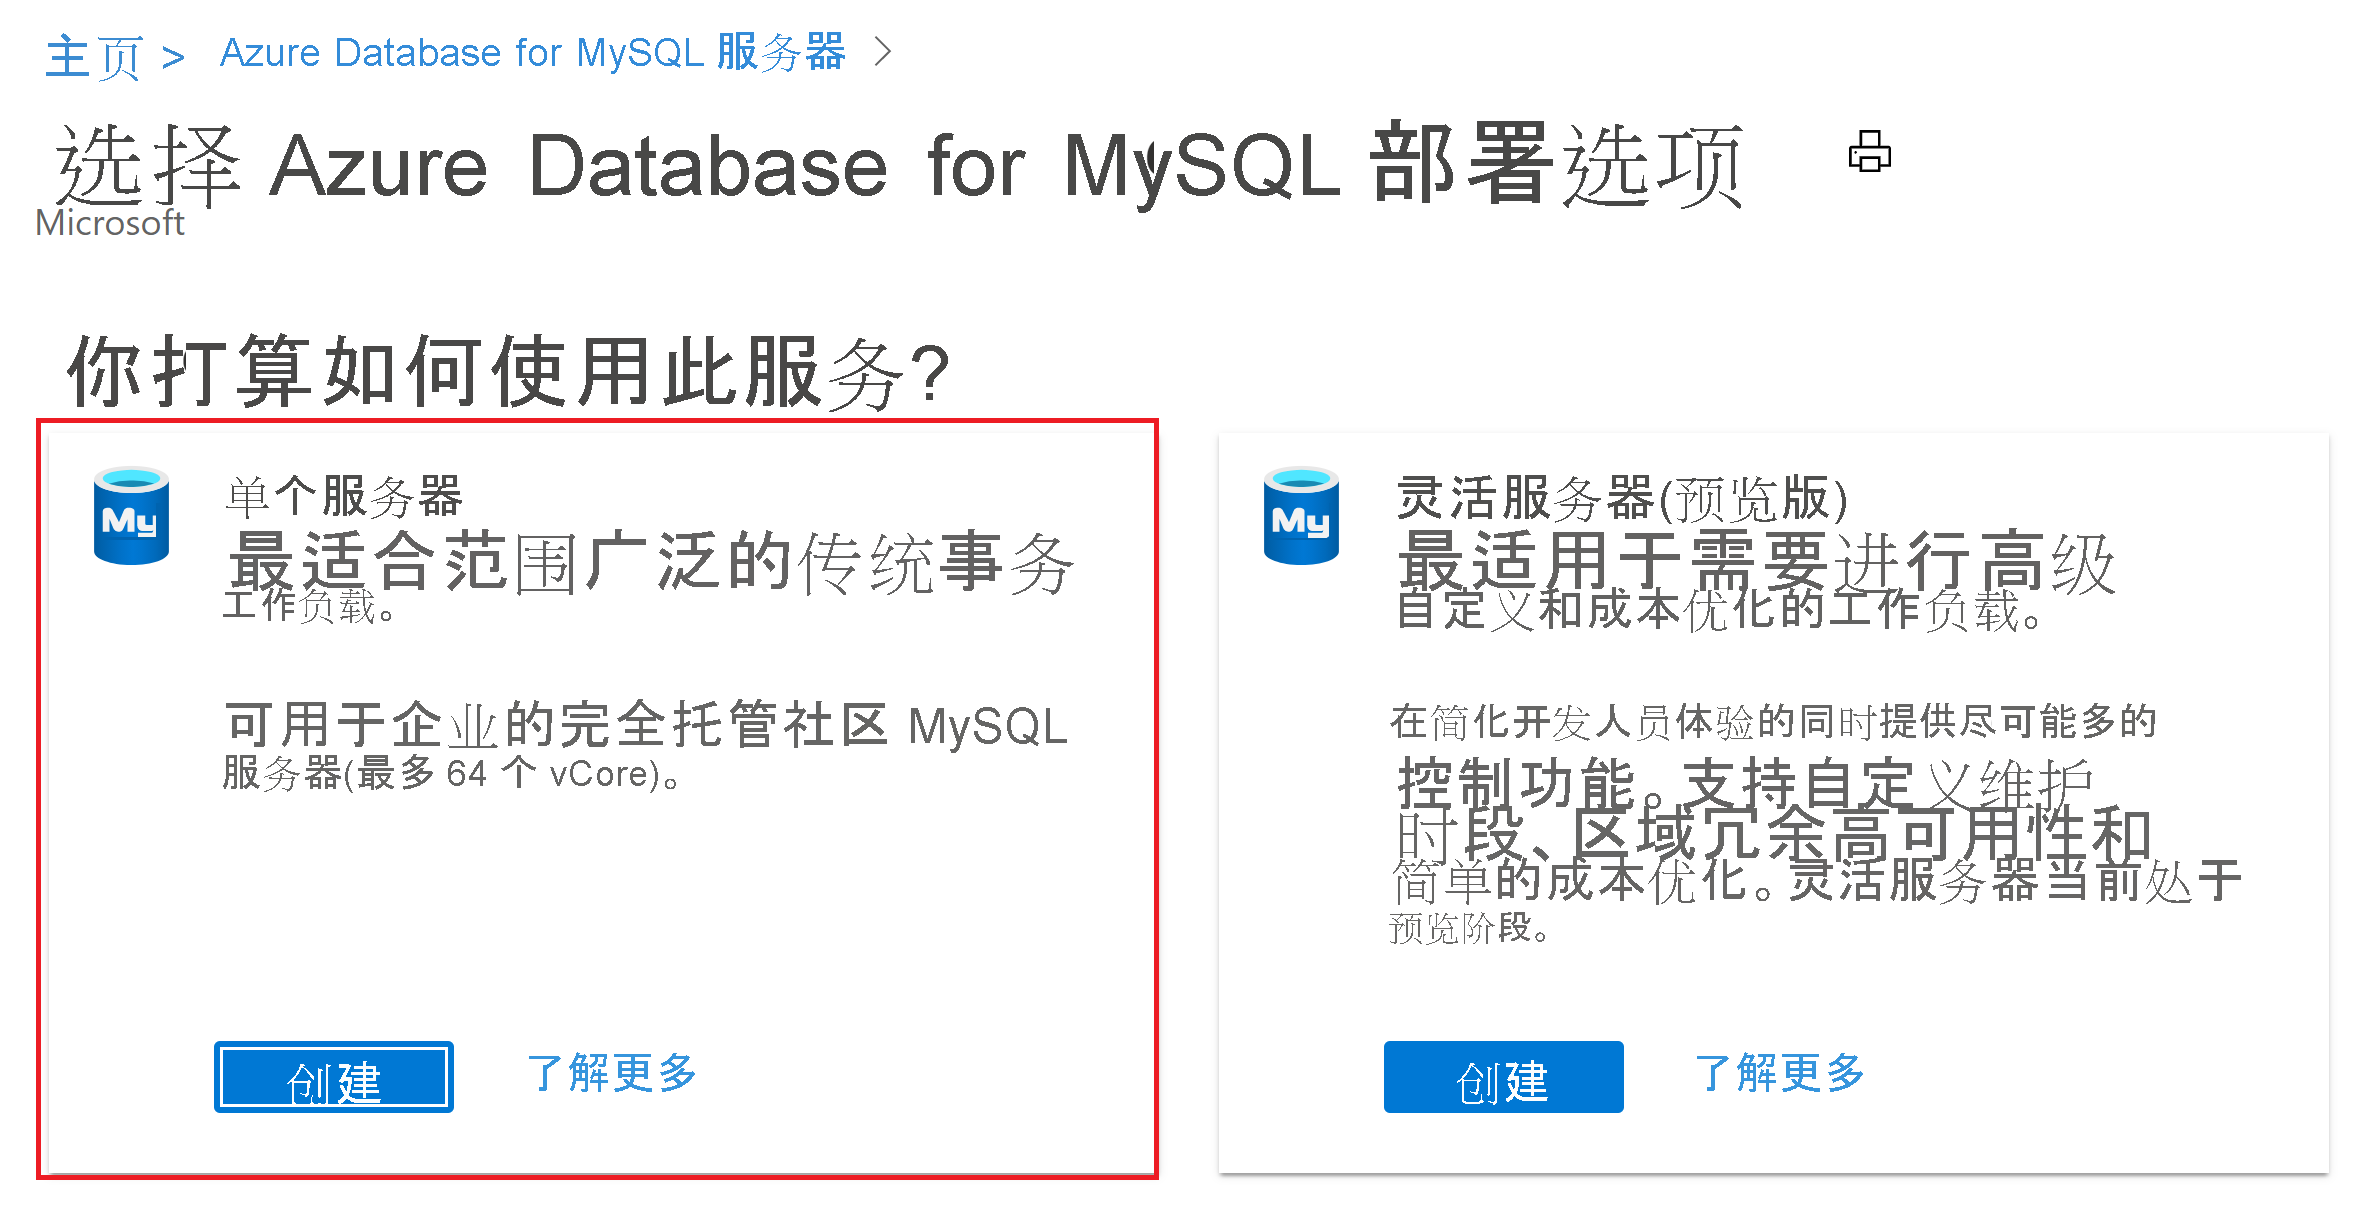 主页 > Azure Database for MySQL 服务器 >
选择 Azure Database for MySQL 部署选项
Microsoft
你打算如何使用此服务?
My
单个服务器
最适合范围广泛的传统事务
工作负载。
可用于企业的完全托管社区 MySQL
服务器(最多 64 个 vCore)。
创建 了解更多
My
灵活服务器(预览版)
最适用于需要进行高级
自定义和成本优化的工作负载。
在简化开发人员体验的同时提供尽可能多的
控制功能。支持自定义维护
时段、区域冗余高可用性和
简单的成本优化。灵活服务器当前处于
预览阶段。
创建 了解更多